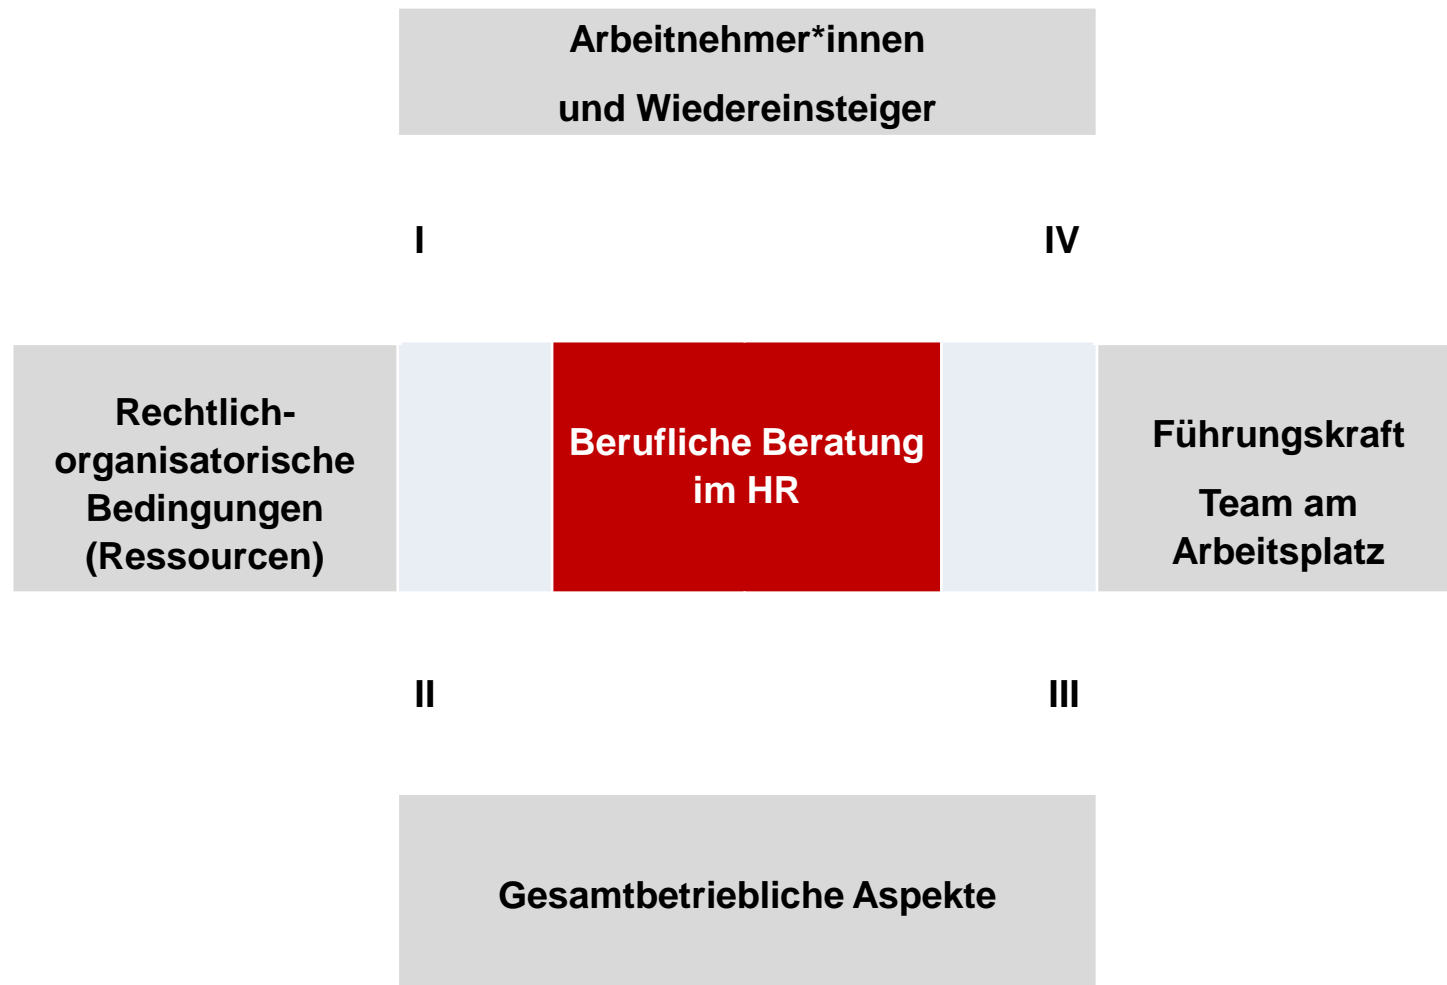 Arbeitnehmer*innen
und Wiedereinsteiger
I
IV
Rechtlich-
organisatorische
Bedingungen
(Ressourcen)
Berufliche Beratung
im HR
Führungskraft
Team am
Arbeitsplatz
II
III
Gesamtbetriebliche Aspekte